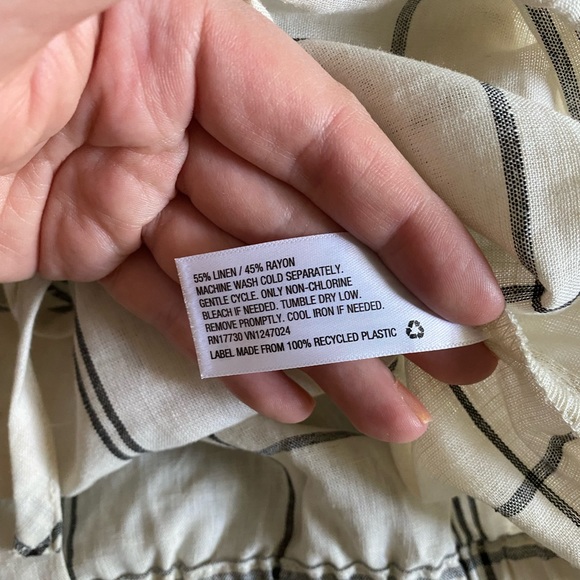 55% LINEN / 45% RAYON
MACHINE WASH COLD SEPARATELY.
GENTLE CYCLE. ONLY NON-CHLORINE
BLEACH IF NEEDED. TUMBLE DRY LOW.
REMOVE PROMPTLY. COOL IRON IF NEEDED.
RN17730 VN1247024
LABEL MADE FROM 100% RECYCLED PLASTIC